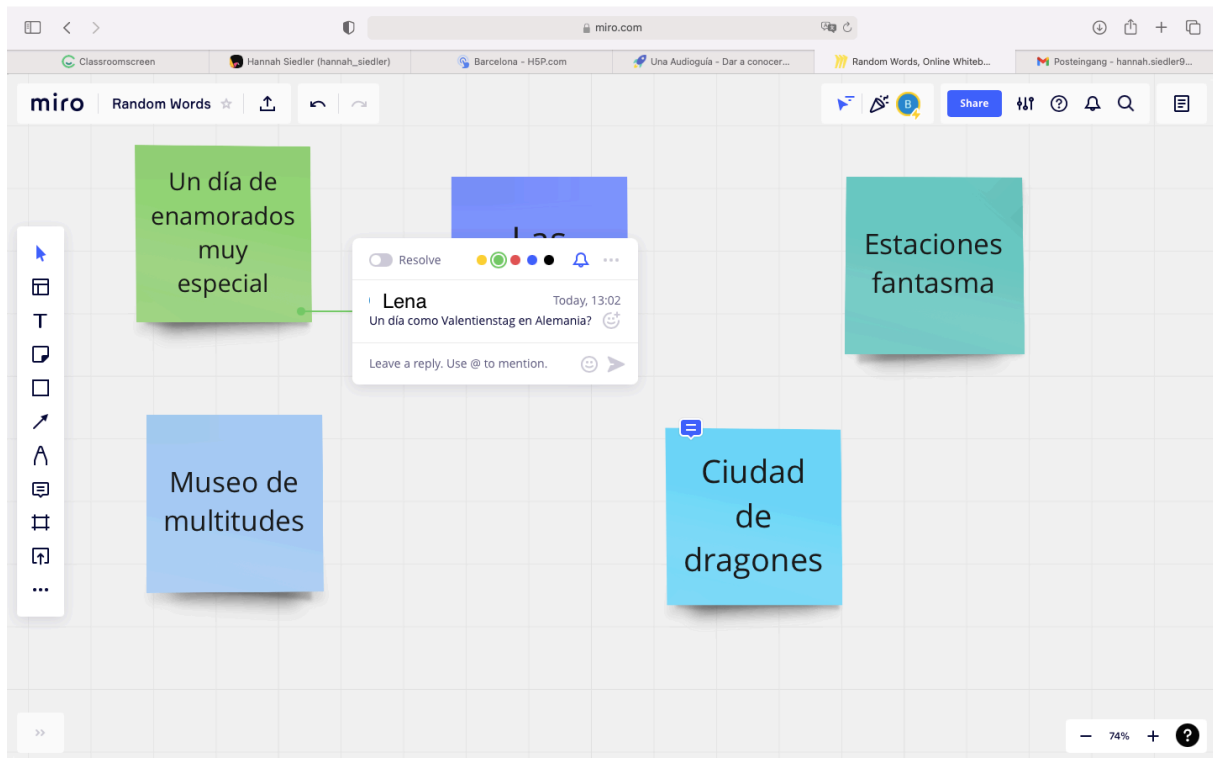 miro.com
Classroomscreen
Hannah Siedler (hannah_siedler)
Barcelona - H5P.com
Una Audioguía - Dar a conocer...
Random Words, Online Whiteb...
Posteingang - hannah.siedler9...
miro
Random Words
B
Share
Un día de
enamorados
muy
especial
Las
Estaciones
fantasma
Resolve
Lena
Today, 13:02
Un día como Valentienstag en Alemania?
Leave a reply. Use @ to mention.
Museo de
multitudes
Ciudad
de
dragones
74%